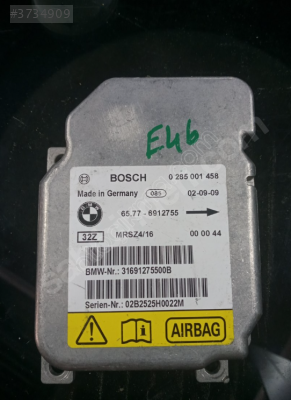 #3734909
E46
BOSCH 0 285 001 458
Made in Germany 085 02-09-09
65.77 - 6912755
32Z MRSZ4/16 00 00 44
BMW-Nr.: 31691275500B
Serien-Nr.: 02B2525H0022M
AIRBAG